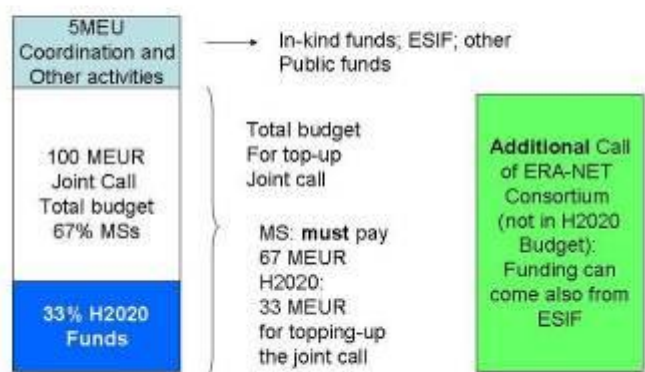 5MEU
Coordination and
Other activities
In-kind funds; ESIF; other
Public funds
100 MEUR
Joint Call
Total budget
67% MSs
33% H2020
Funds
Total budget
For top-up
Joint call
MS: must pay
67 MEUR
H2020:
33 MEUR
for topping-up
the joint call
Additional Call
of ERA-NET
Consortium
(not in H2020
Budget):
Funding can
come also from
ESIF